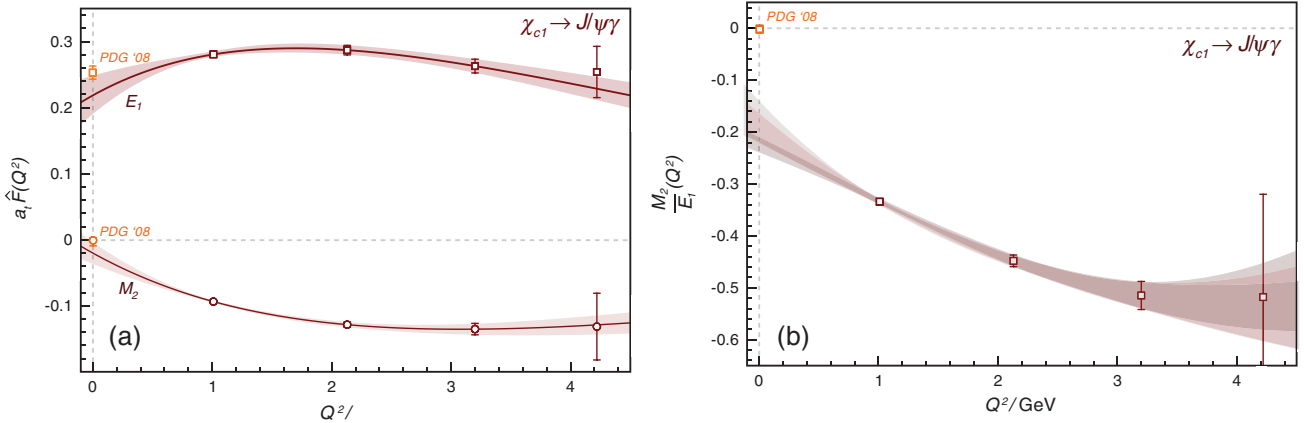 χc1→ J/ψγ
0.3
PDG ‘08
E1
0.2
0.1
at F̂(Q²)
PDG ‘08
0
M2
-0.1
(a)
0
1
2
3
4
Q²/
PDG ‘08
χc1→ J/ψγ
-0
-0.1
-0.2
-0.3
M2/E1(Q²)
-0.4
-0.5
-0.6
(b)
0
1
2
3
4
Q²/GeV